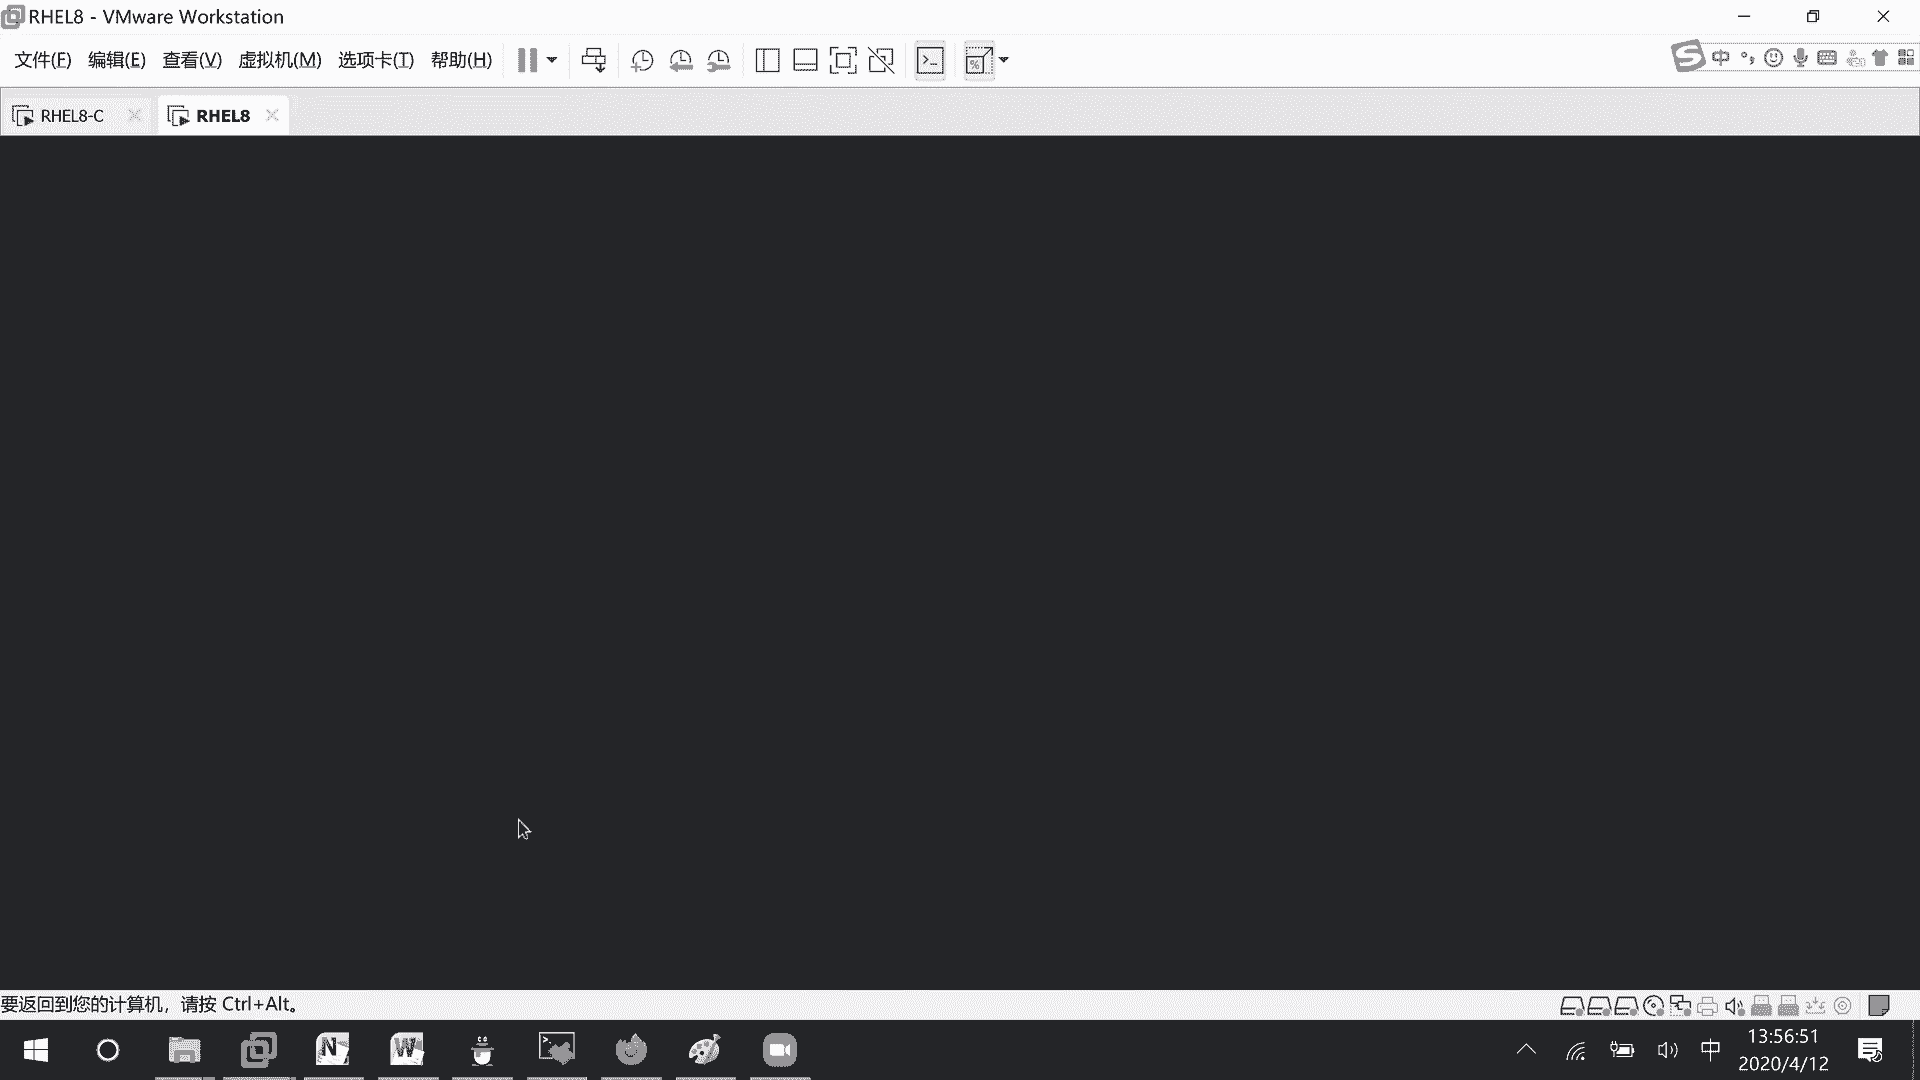 RHEL8 - VMware Workstation
文件(F) 编辑(E) 查看(V) 虚拟机(M) 选项卡(T) 帮助(H)
中
RHEL8-C RHEL8
要返回到您的计算机，请按 Ctrl+Alt。
N W 中 13:56:51
2020/4/12